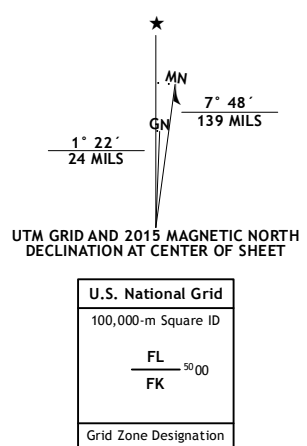 ★
MN
7° 48´
139 MILS
GN
1° 22´
24 MILS
UTM GRID AND 2015 MAGNETIC NORTH
DECLINATION AT CENTER OF SHEET
U.S. National Grid
100,000-m Square ID
FL
5000
FK
Grid Zone Designation